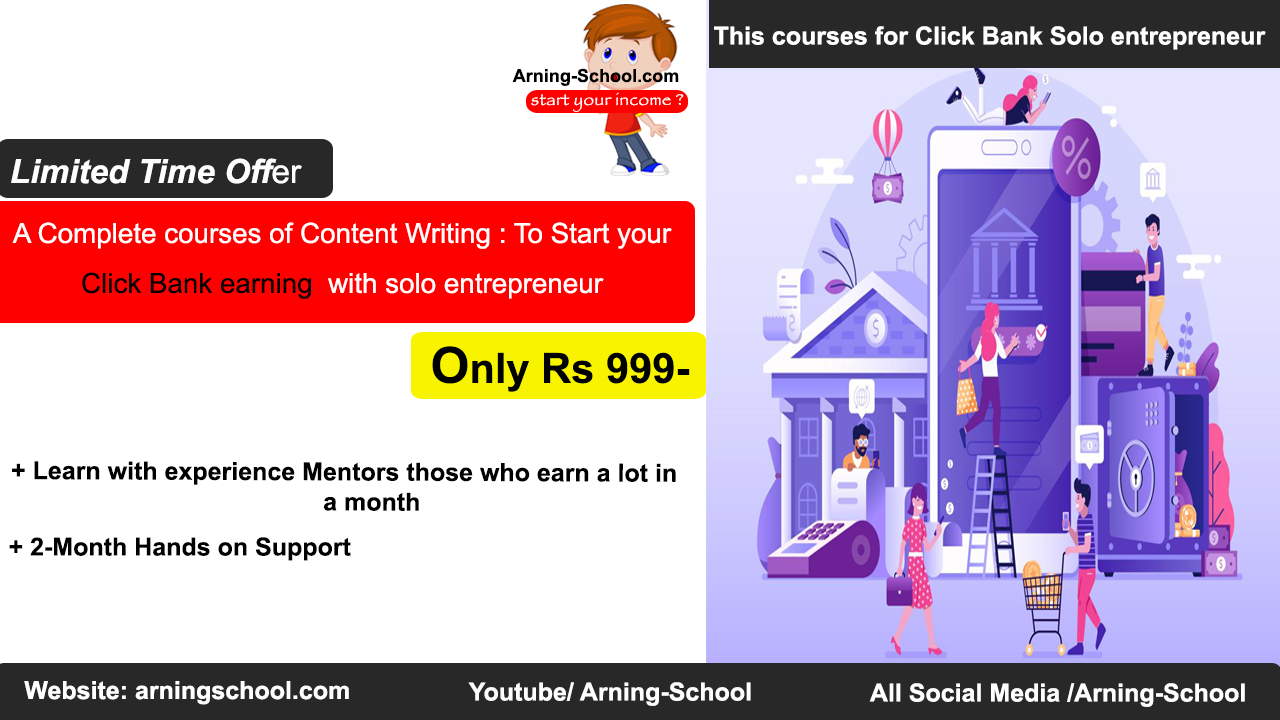 Arning-School.com
start your income ?
Limited Time Offer
A Complete courses of Content Writing : To Start your
Click Bank earning with solo entrepreneur
Only Rs 999-
+ Learn with experience Mentors those who earn a lot in
a month
+ 2-Month Hands on Support
This courses for Click Bank Solo entrepreneur
Website: arningschool.com
Youtube/ Arning-School
All Social Media /Arning-School